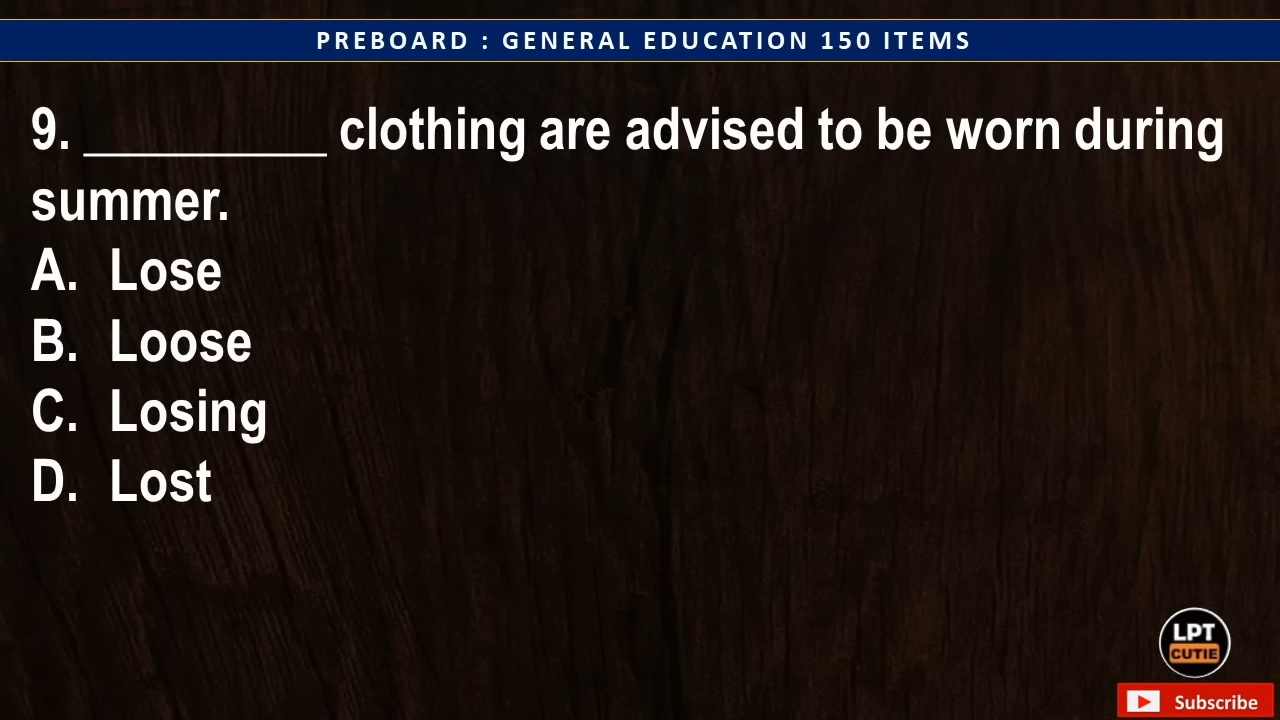 PREBOARD : GENERAL EDUCATION 150 ITEMS
9. __________ clothing are advised to be worn during
summer.
A. Lose
B. Loose
C. Losing
D. Lost
LPT
CUTIE
Subscribe